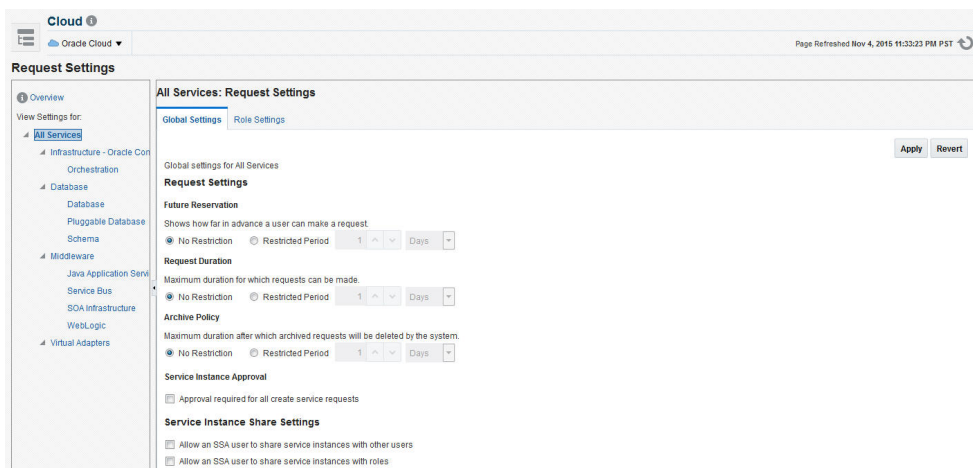 Cloud
Oracle Cloud
Page Refreshed Nov 4, 2015 11:33:23 PM PST
Request Settings
Overview
View Settings for:
All Services
Infrastructure - Oracle Con
Orchestration
Database
Database
Pluggable Database
Schema
Middleware
Java Application Servi
Service Bus
SOA Infrastructure
WebLogic
Virtual Adapters
All Services: Request Settings
Global Settings Role Settings
Apply Revert
Global settings for All Services
Request Settings
Future Reservation
Shows how far in advance a user can make a request.
No Restriction Restricted Period 1 Days
Request Duration
Maximum duration for which requests can be made.
No Restriction Restricted Period 1 Days
Archive Policy
Maximum duration after which archived requests will be deleted by the system.
No Restriction Restricted Period 1 Days
Service Instance Approval
Approval required for all create service requests
Service Instance Share Settings
Allow an SSA user to share service instances with other users
Allow an SSA user to share service instances with roles